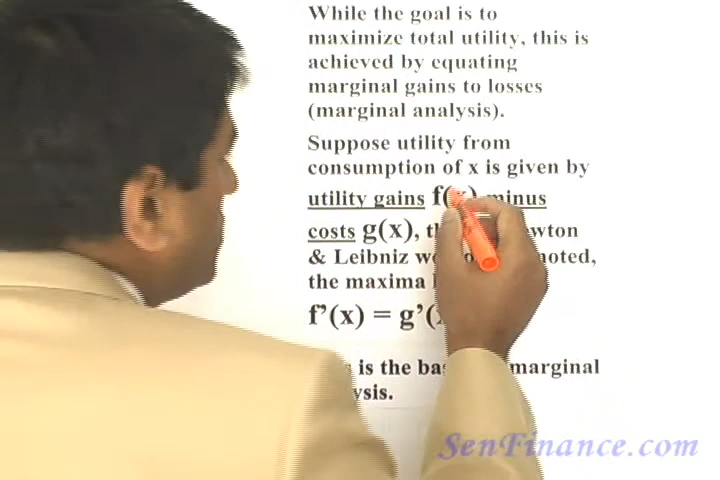 While the goal is to
maximize total utility, this is
achieved by equating
marginal gains to losses
(marginal analysis).
Suppose utility from
consumption of x is given by
utility gains f(x) minus
costs g(x),
& Leibniz noted,
the maxima
f’(x) = g’(
is the marginal
SenFinance.com